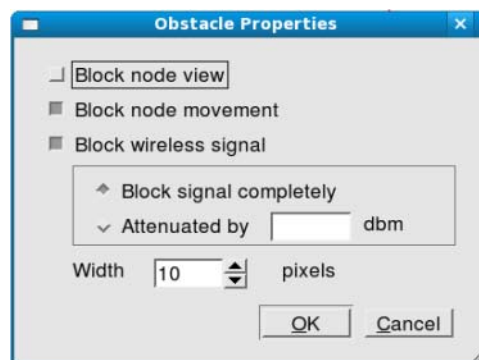 Obstacle Properties
Block node view
Block node movement
Block wireless signal
Block signal completely
Attenuated by dbm
Width 10 pixels
OK Cancel